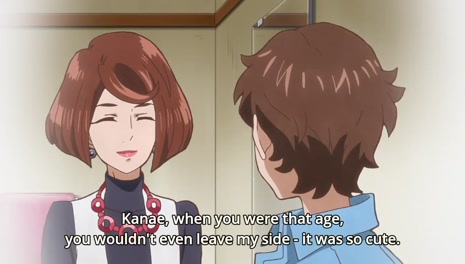 Kanae, when you were that age,
you wouldn't even leave my side - it was so cute.